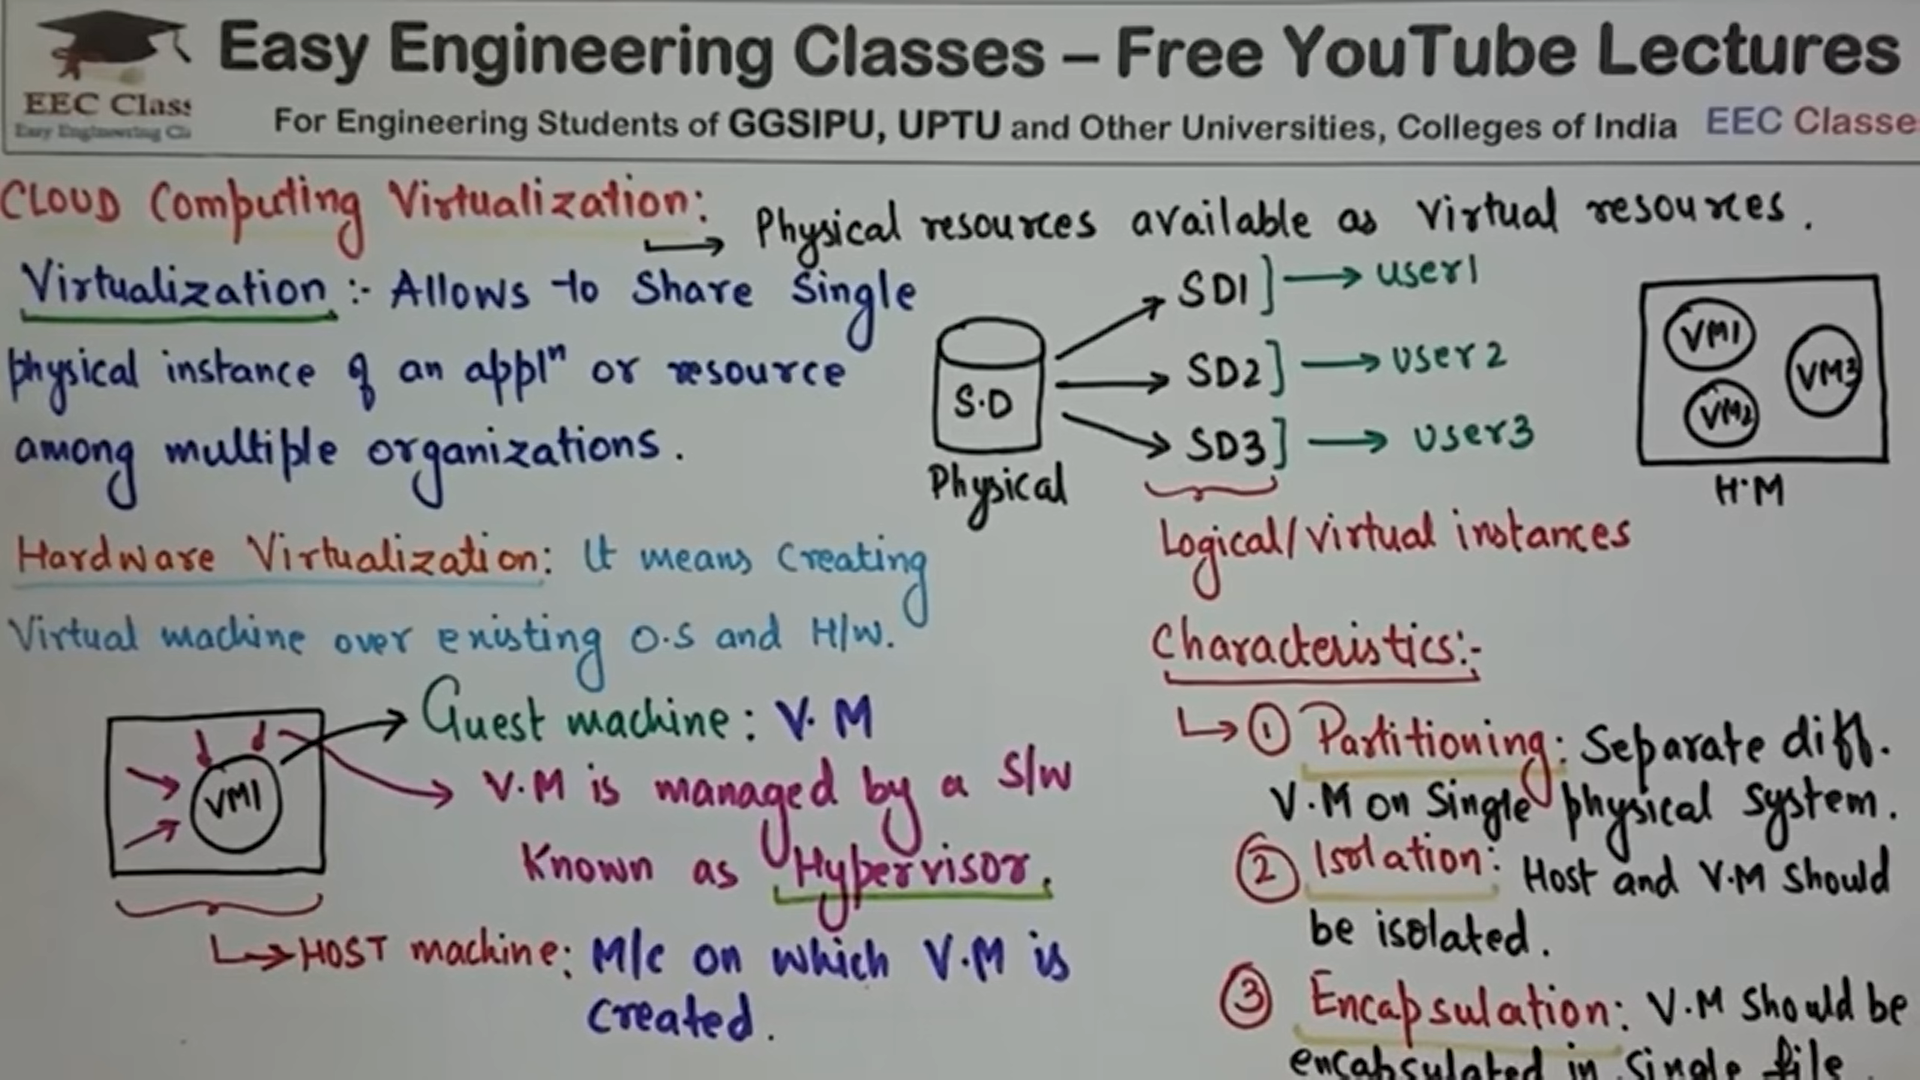 Easy Engineering Classes – Free YouTube Lectures
EEC Class
Easy Engineering Cl
For Engineering Students of GGSIPU, UPTU and Other Universities, Colleges of India EEC Classe
CLOUD Computing Virtualization:
Physical resources available as Virtual resources.
Virtualization :- Allows to Share Single
physical instance of an applⁿ or resource
among multiple organizations.
S.D
Physical
SD1] → user1
SD2] → user2
SD3] → user3
Logical/virtual instances
VM1
VM2
VM3
H.M
Hardware Virtualization: It means Creating
Virtual machine over existing O.S and H/W.
VM1
Guest machine: V.M
V.M is managed by a S/W
Known as Hypervisor.
HOST machine: M/c on which V.M is
Created.
Characteristics:-
① Partitioning: Separate diff.
V.M on Single physical system.
② Isolation: Host and V.M should
be isolated.
③ Encapsulation: V.M should be
encapsulated in single file.